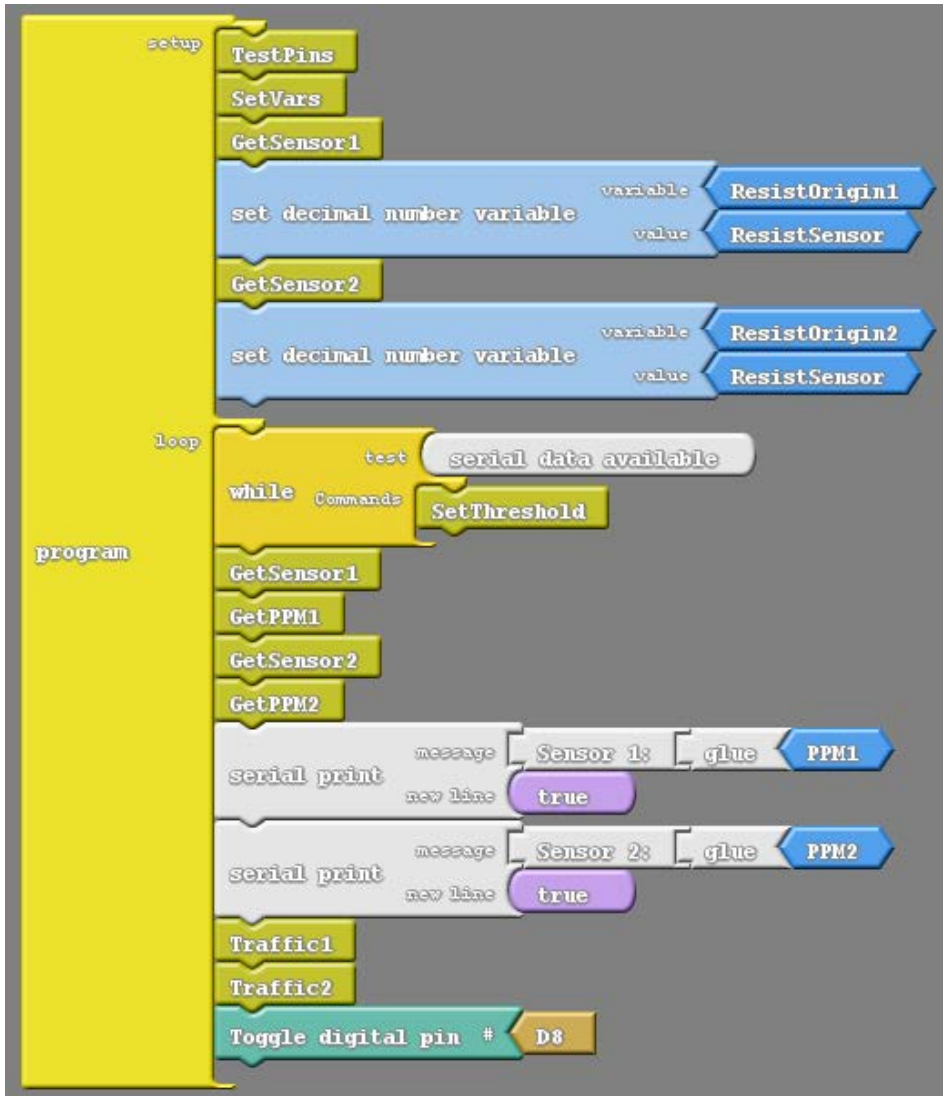 setup
TestPins
SetVars
GetSensor1
set decimal number variable variable ResistOrigin1
value ResistSensor
GetSensor2
set decimal number variable variable ResistOrigin2
value ResistSensor
program
loop
while test serial data available
Commands SetThreshold
GetSensor1
GetPPM1
GetSensor2
GetPPM2
serial print message Sensor 1: glue PPM1
new line true
serial print message Sensor 2: glue PPM2
new line true
Traffic1
Traffic2
Toggle digital pin # D8